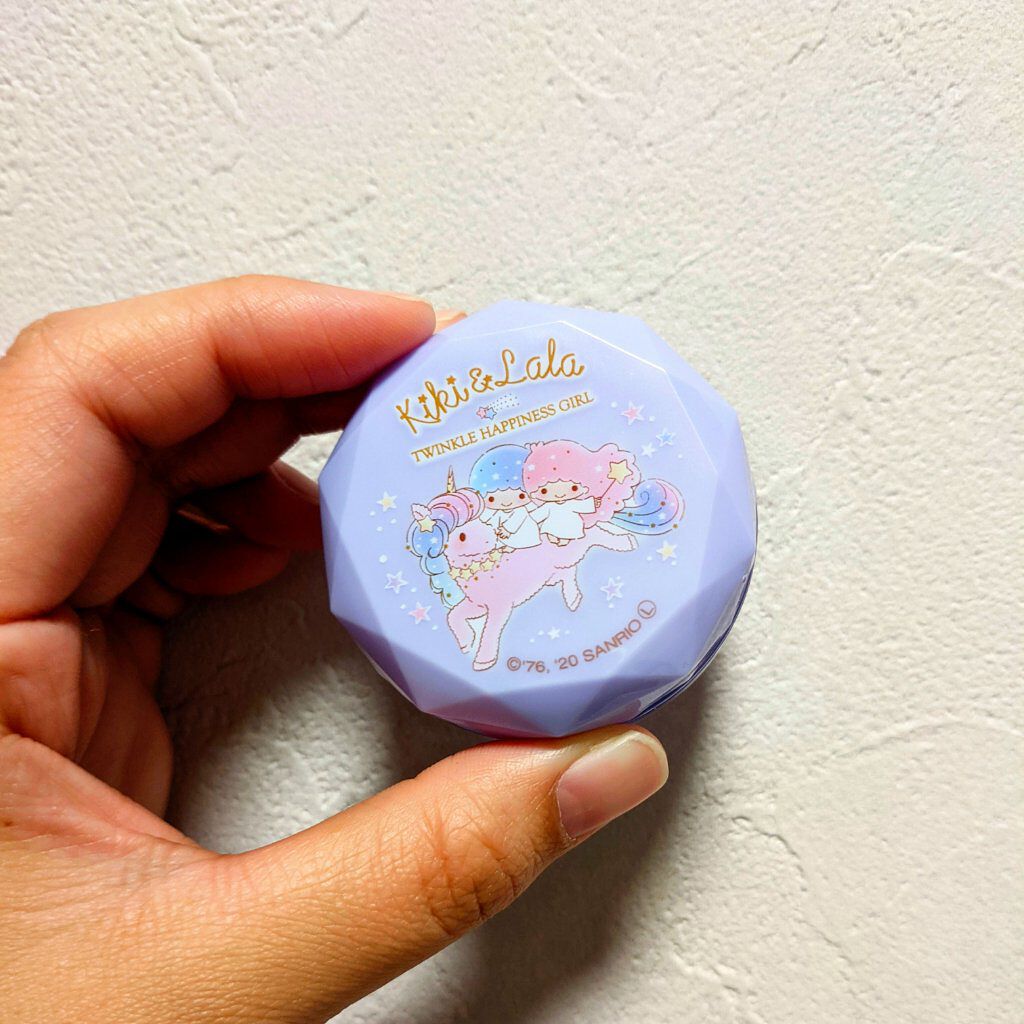 Kiki & Lala
TWINKLE HAPPINESS GIRL
©'76, '20 SANRIO Ⓛ